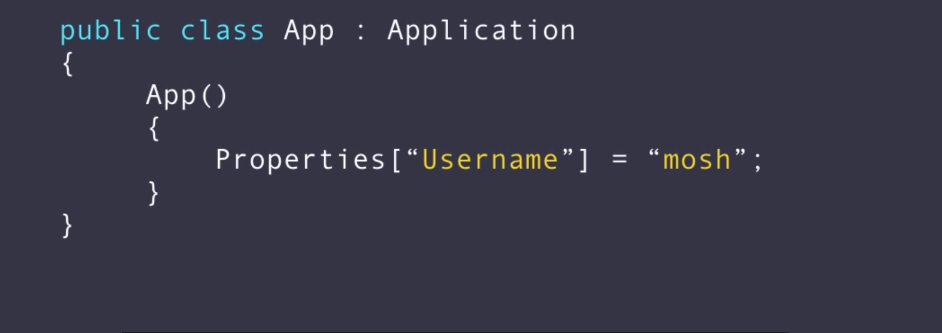 public class App : Application
{
App()
{
Properties[“Username”] = “mosh”;
}
}